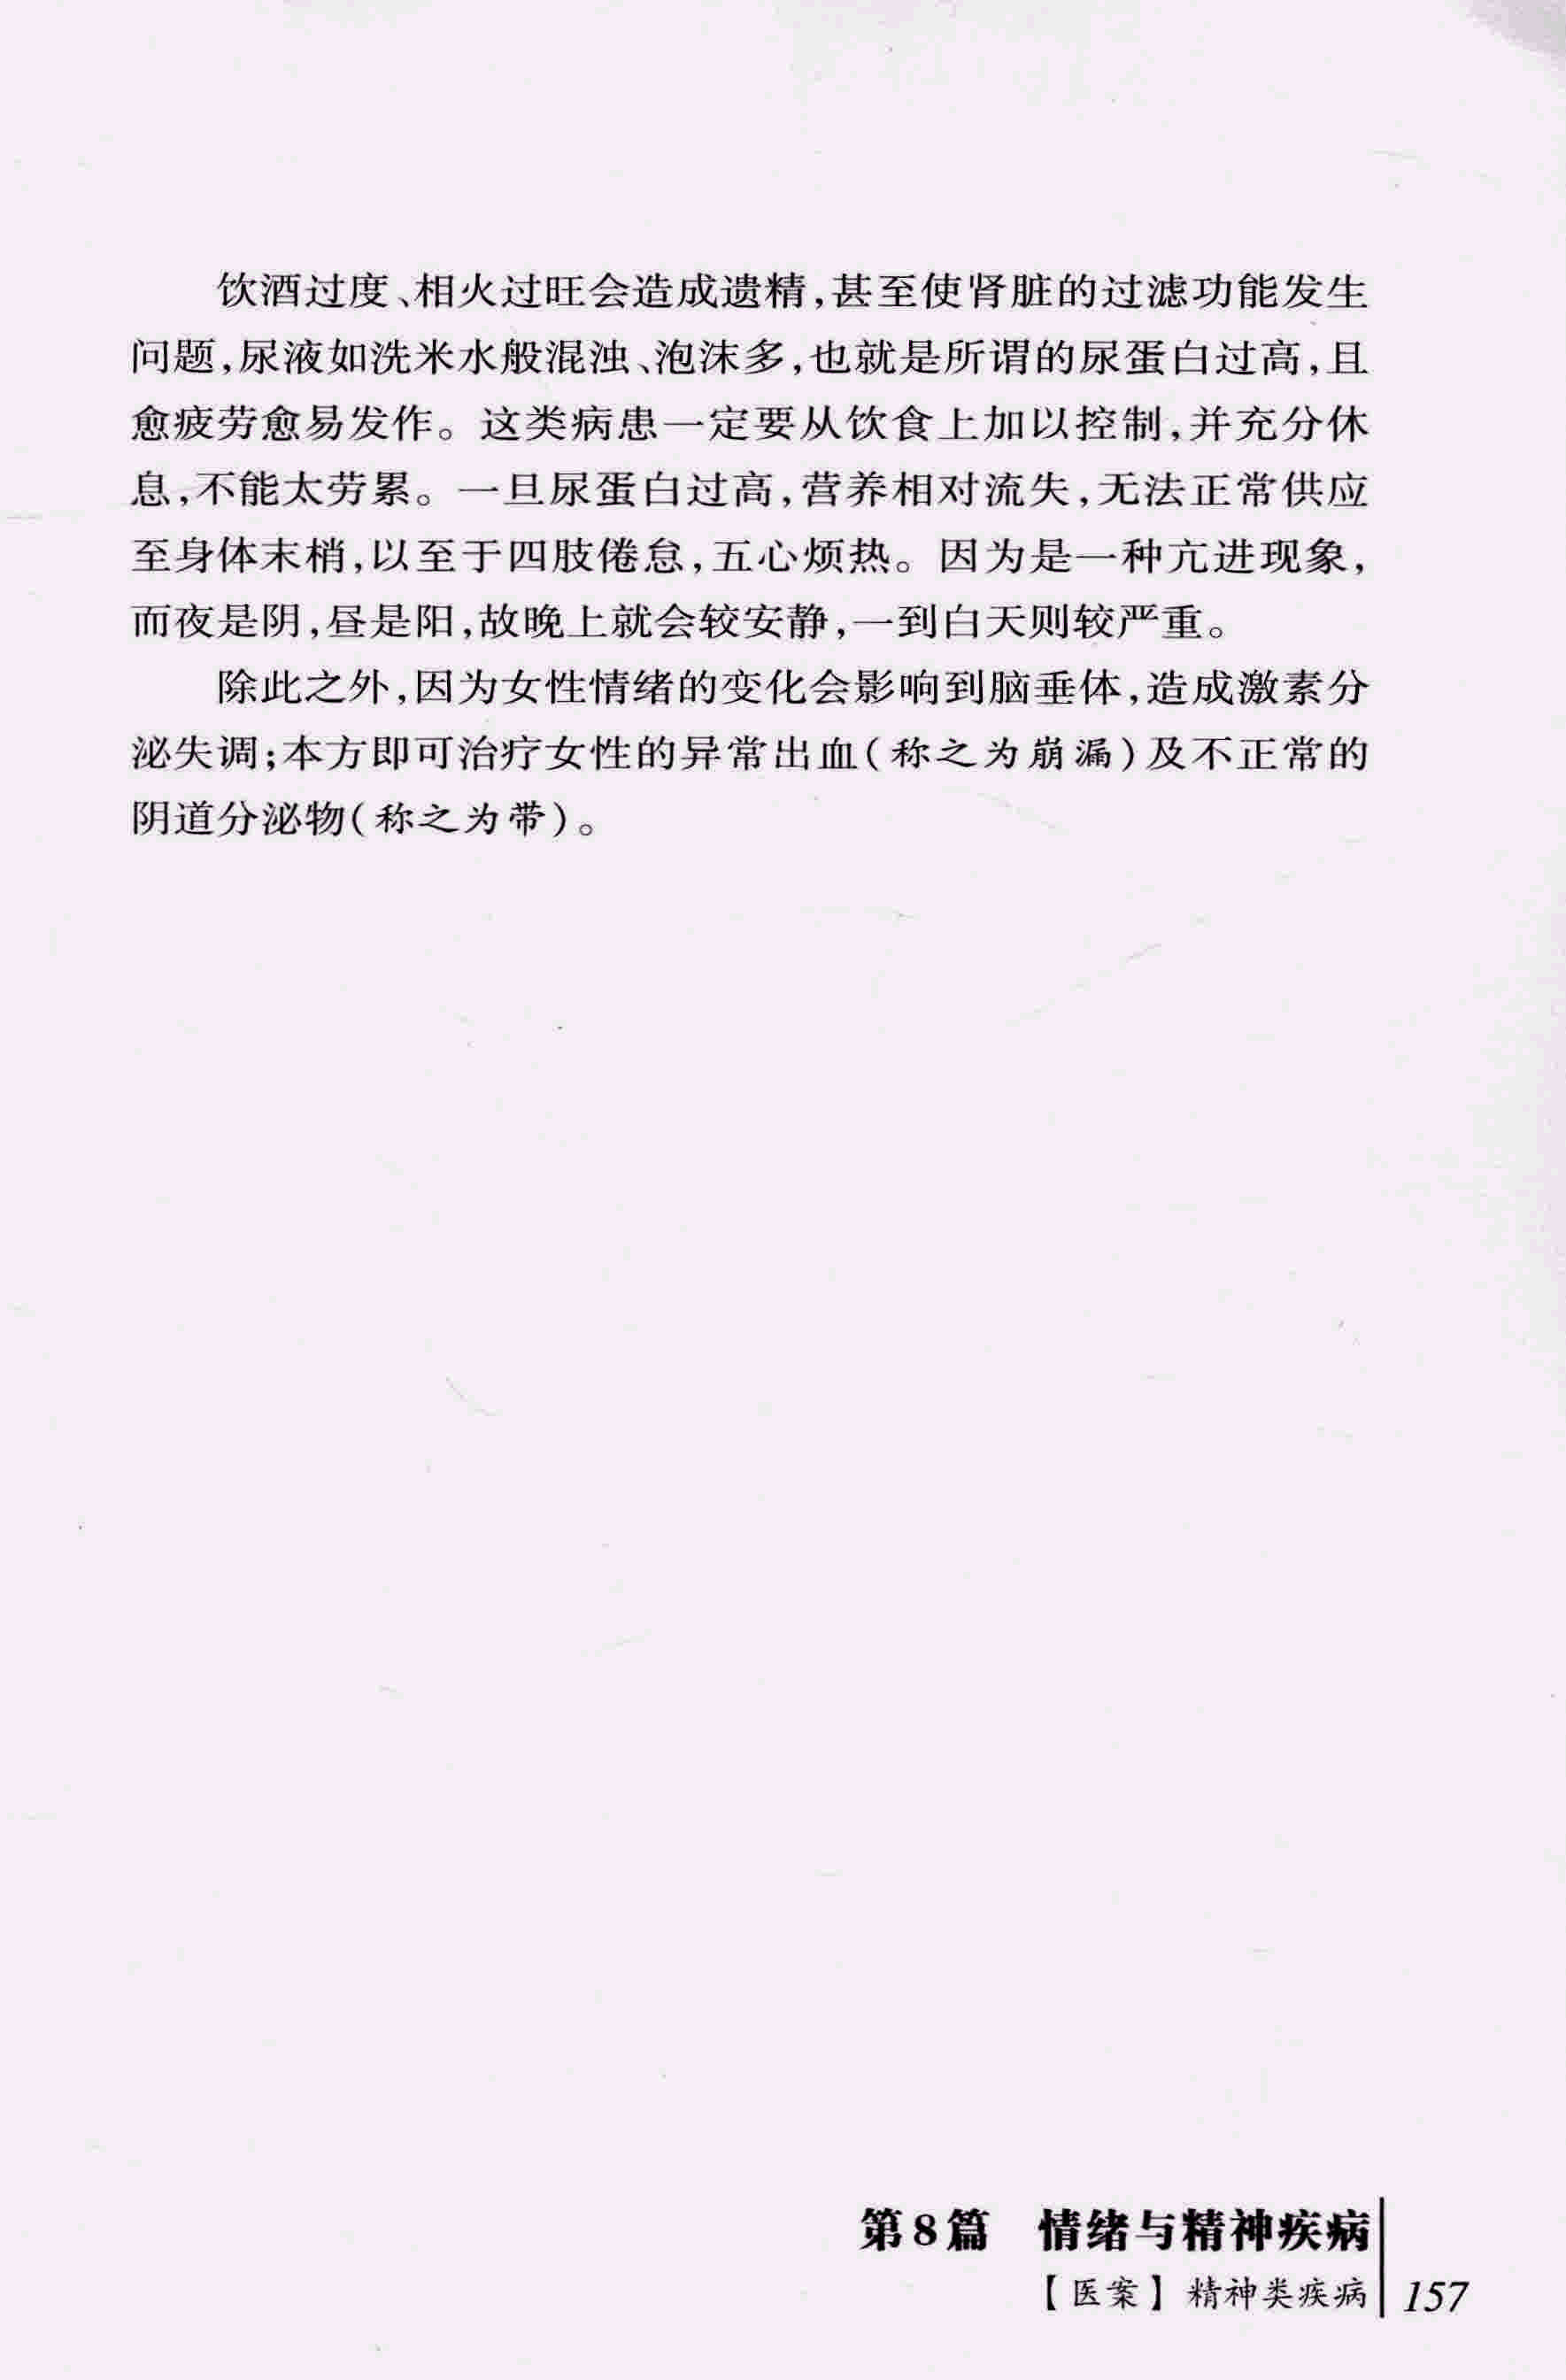 饮酒过度、相火过旺会造成遗精,甚至使肾脏的过滤功能发生
问题,尿液如洗米水般混浊、泡沫多,也就是所谓的尿蛋白过高,且
愈疲劳愈易发作。这类病患一定要从饮食上加以控制,并充分休
息,不能太劳累。一旦尿蛋白过高,营养相对流失,无法正常供应
至身体末梢,以至于四肢倦怠,五心烦热。因为是一种亢进现象,
而夜是阴,昼是阳,故晚上就会较安静,一到白天则较严重。
除此之外,因为女性情绪的变化会影响到脑垂体,造成激素分
泌失调;本方即可治疗女性的异常出血(称之为崩漏)及不正常的
阴道分泌物(称之为带)。
第8篇 情绪与精神疾病
【医案】精神类疾病 157